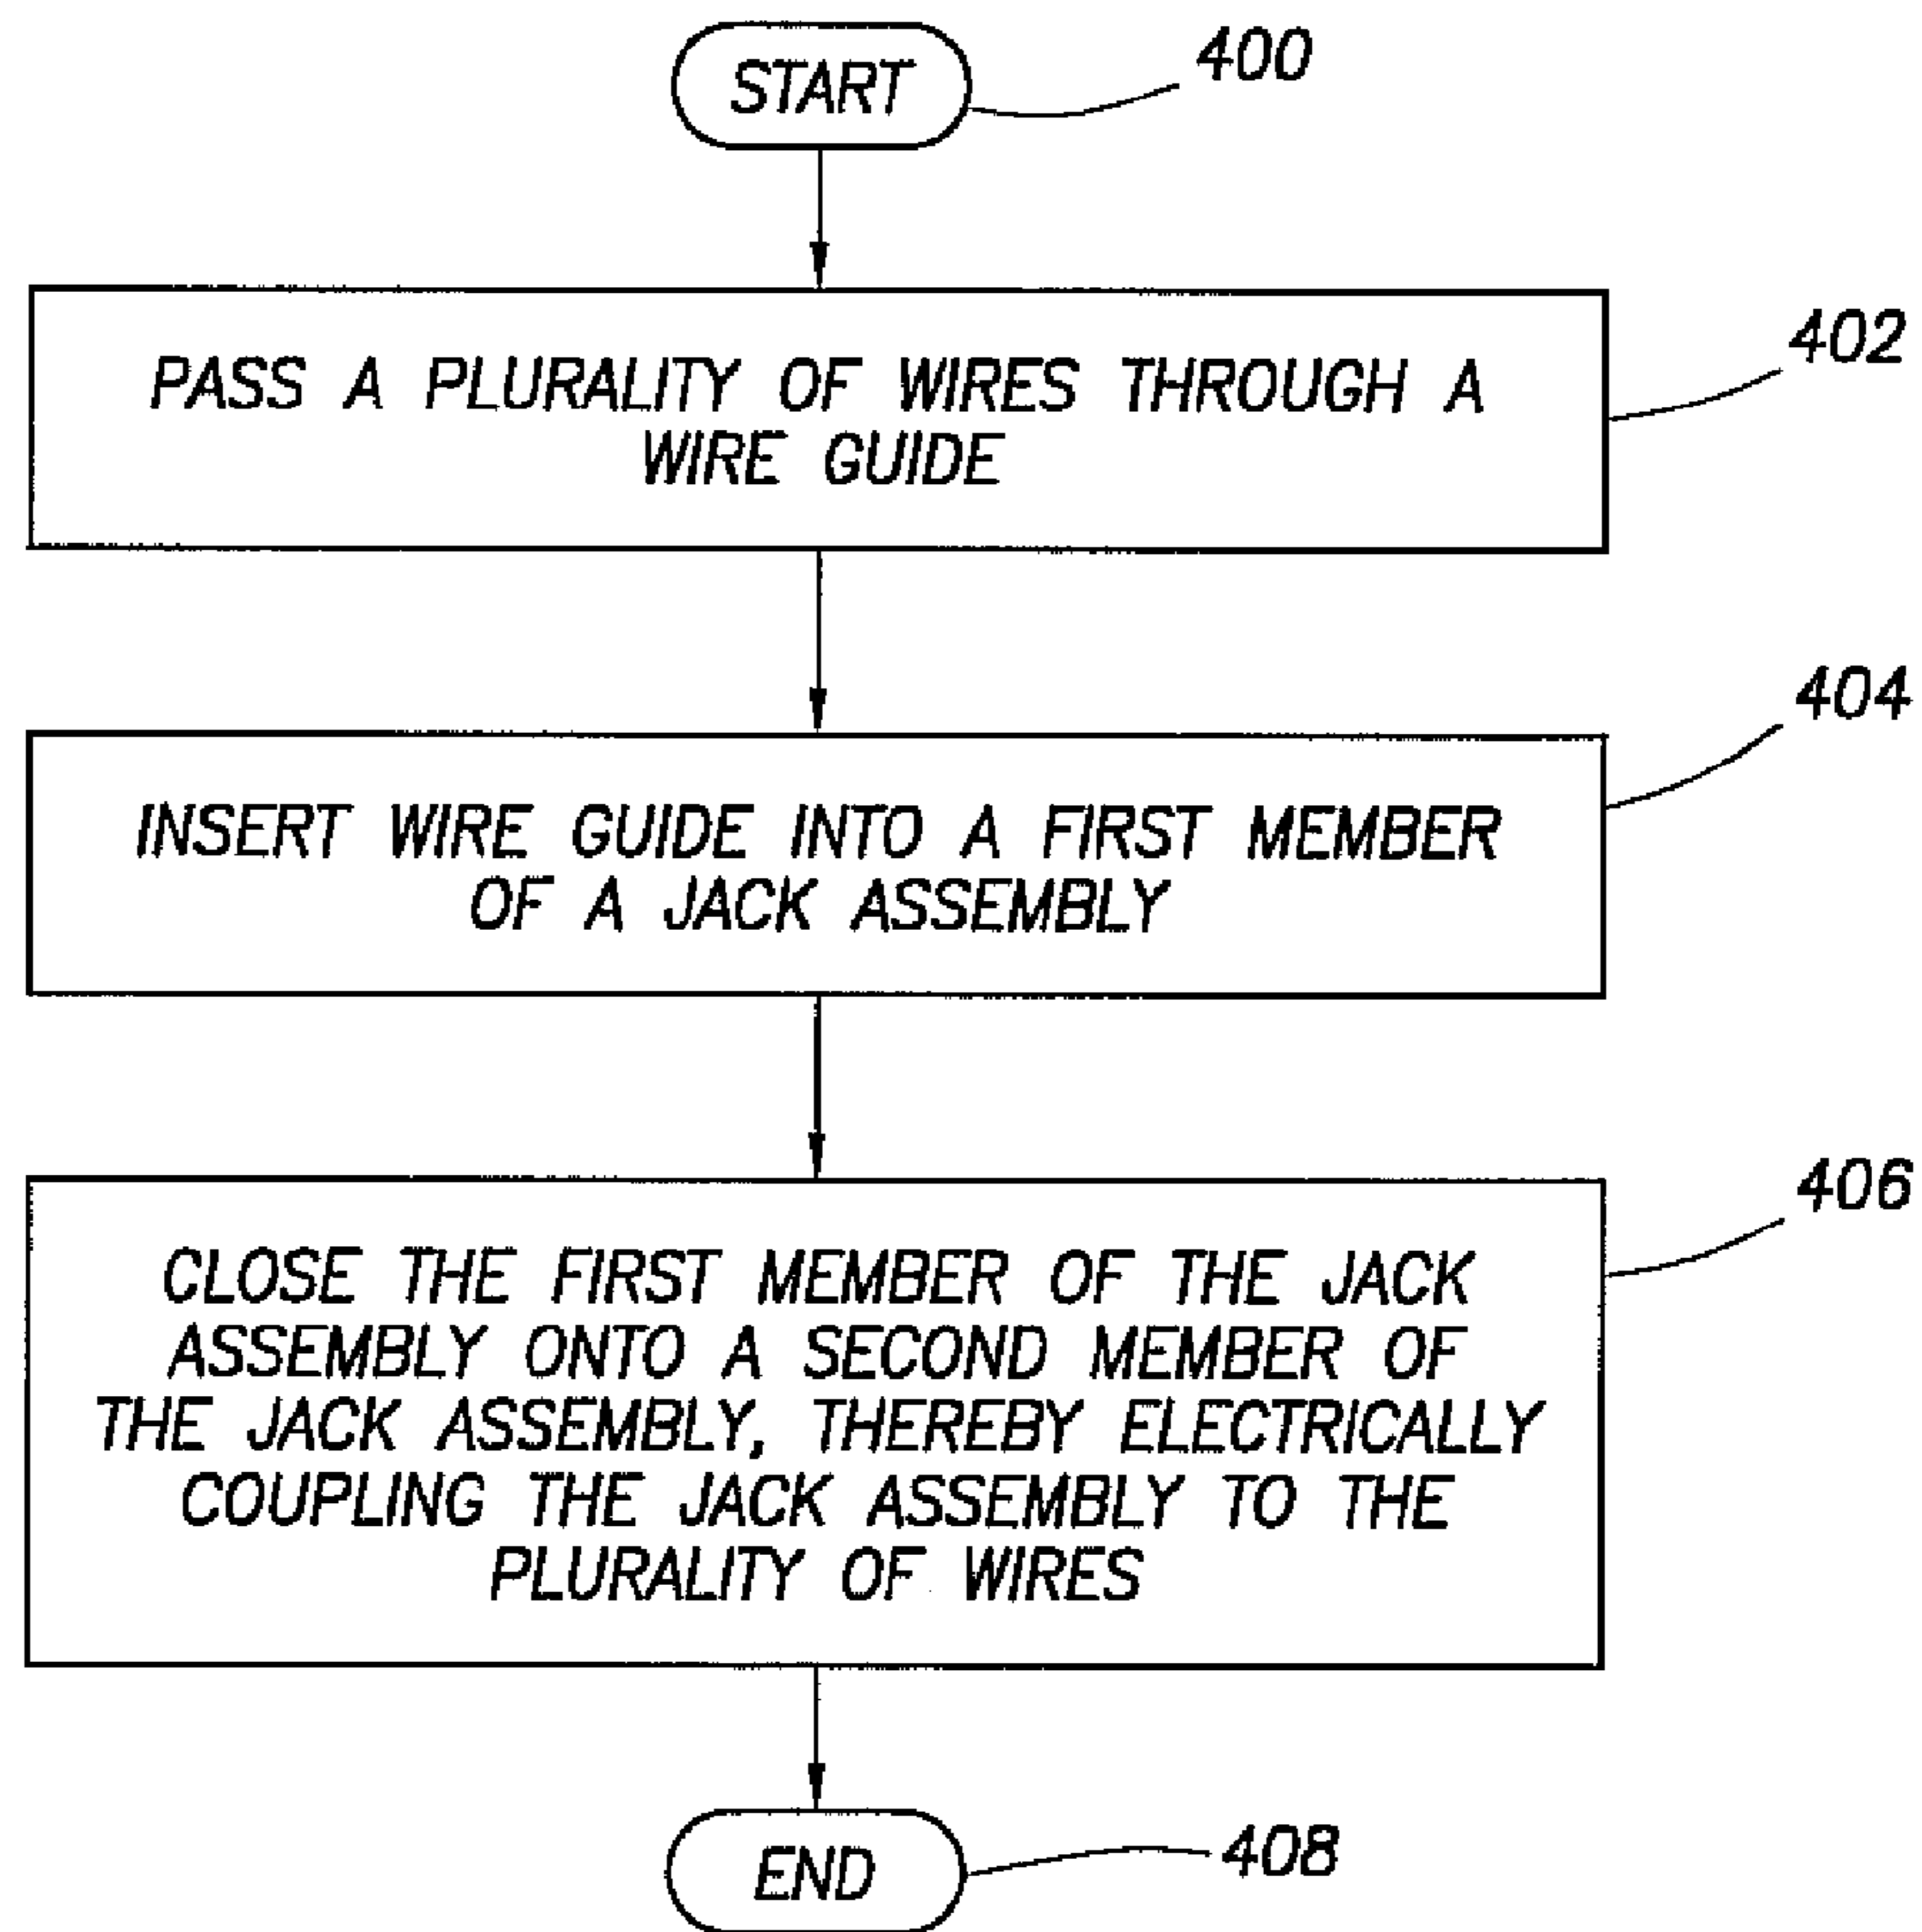 START
400
PASS A PLURALITY OF WIRES THROUGH A
WIRE GUIDE
402
INSERT WIRE GUIDE INTO A FIRST MEMBER
OF A JACK ASSEMBLY
404
CLOSE THE FIRST MEMBER OF THE JACK
ASSEMBLY ONTO A SECOND MEMBER OF
THE JACK ASSEMBLY, THEREBY ELECTRICALLY
COUPLING THE JACK ASSEMBLY TO THE
PLURALITY OF WIRES
406
END
408